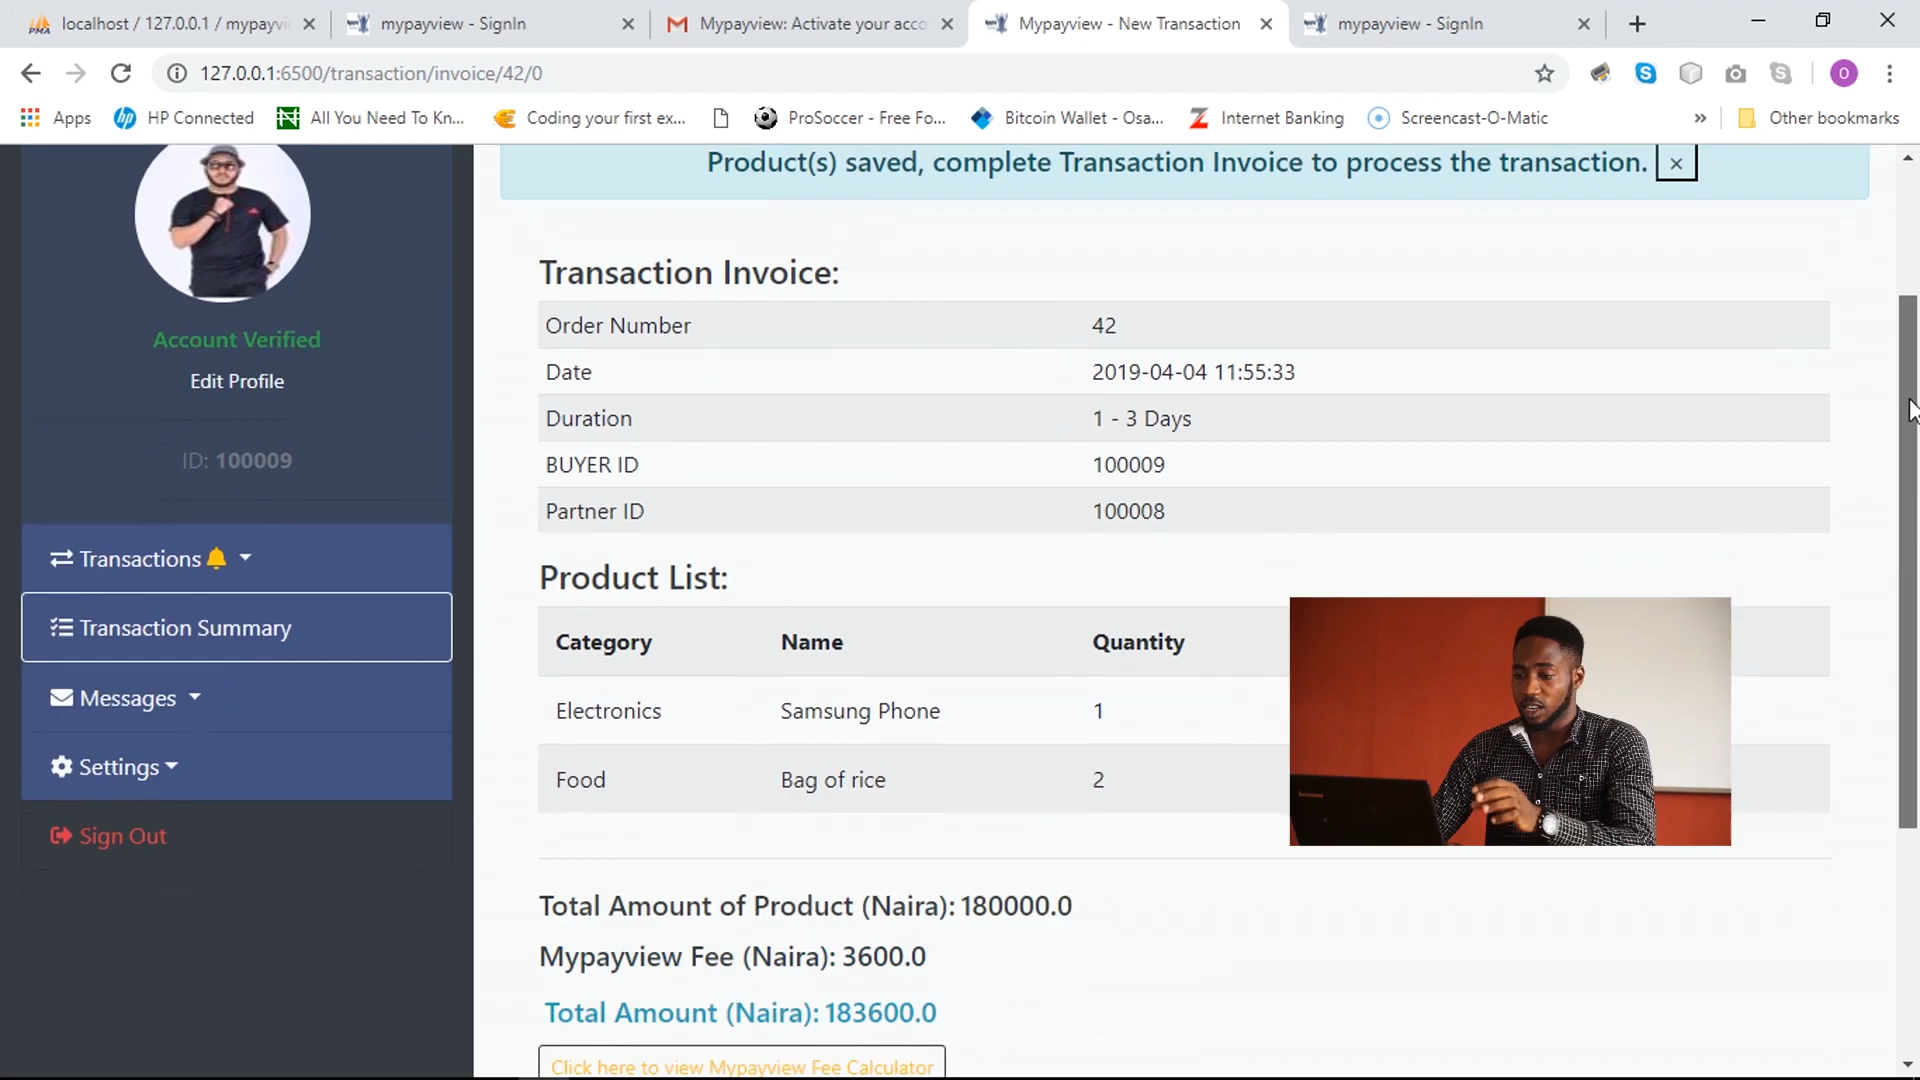 localhost / 127.0.0.1 / mypayvi
mypayview - SignIn
Mypayview: Activate your acco
Mypayview - New Transaction
mypayview - SignIn
127.0.0.1:6500/transaction/invoice/42/0
O
Apps
HP Connected
All You Need To Kn...
Coding your first ex...
ProSoccer - Free Fo...
Bitcoin Wallet - Osa...
Internet Banking
Screencast-O-Matic
»
Other bookmarks
Product(s) saved, complete Transaction Invoice to process the transaction. ×
Account Verified
Edit Profile
ID: 100009
Transactions
Transaction Summary
Messages
Settings
Sign Out
Transaction Invoice:
Order Number 42
Date 2019-04-04 11:55:33
Duration 1 - 3 Days
BUYER ID 100009
Partner ID 100008
Product List:
Category Name Quantity
Electronics Samsung Phone 1
Food Bag of rice 2
Total Amount of Product (Naira): 180000.0
Mypayview Fee (Naira): 3600.0
Total Amount (Naira): 183600.0
Click here to view Mypayview Fee Calculator